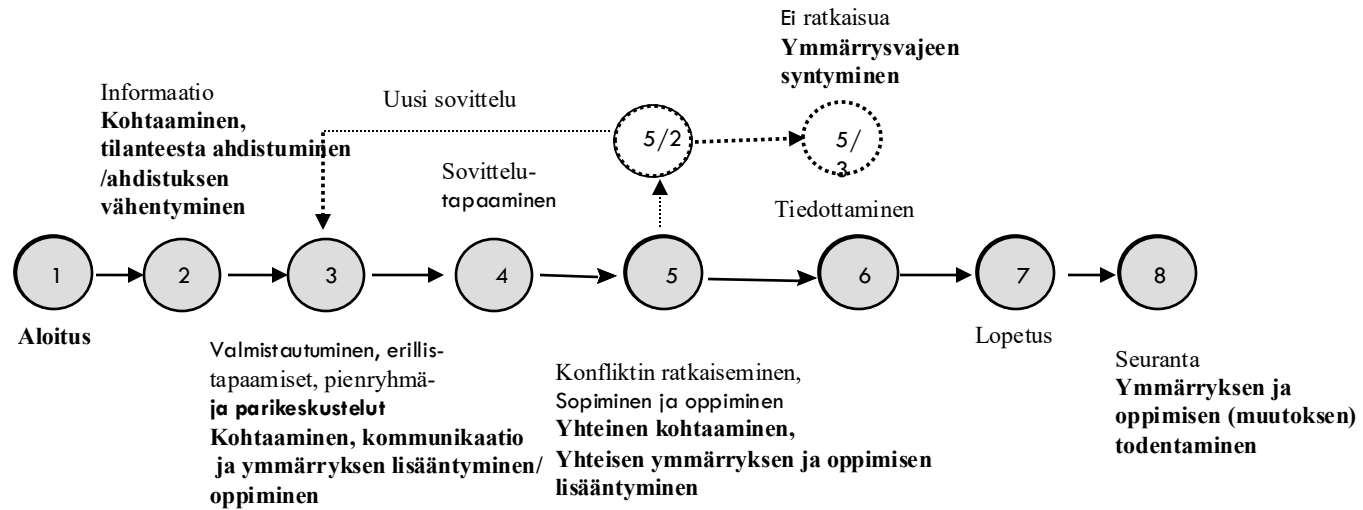 Ei ratkaisua
Ymmärrysvajeen
syntyminen
Informaatio
Kohtaaminen,
tilanteesta ahdistuminen
/ahdistuksen
vähentyminen
Uusi sovittelu
5/2
5/
3
Sovittelu-
tapaaminen
Tiedottaminen
1
2
3
4
5
6
7
8
Aloitus
Valmistautuminen, erillis-
tapaamiset, pienryhmä-
ja parikeskustelut
Kohtaaminen, kommunikaatio
ja ymmärryksen lisääntyminen/
oppiminen
Konfliktin ratkaiseminen,
Sopiminen ja oppiminen
Yhteinen kohtaaminen,
Yhteisen ymmärryksen ja oppimisen
lisääntyminen
Lopetus
Seuranta
Ymmärryksen ja
oppimisen (muutoksen)
todentaminen